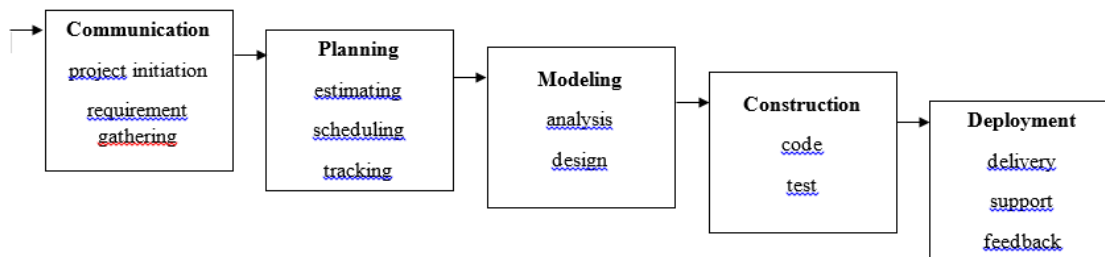 Communication
project initiation
requirement
gathering
Planning
estimating
scheduling
tracking
Modeling
analysis
design
Construction
code
test
Deployment
delivery
support
feedback